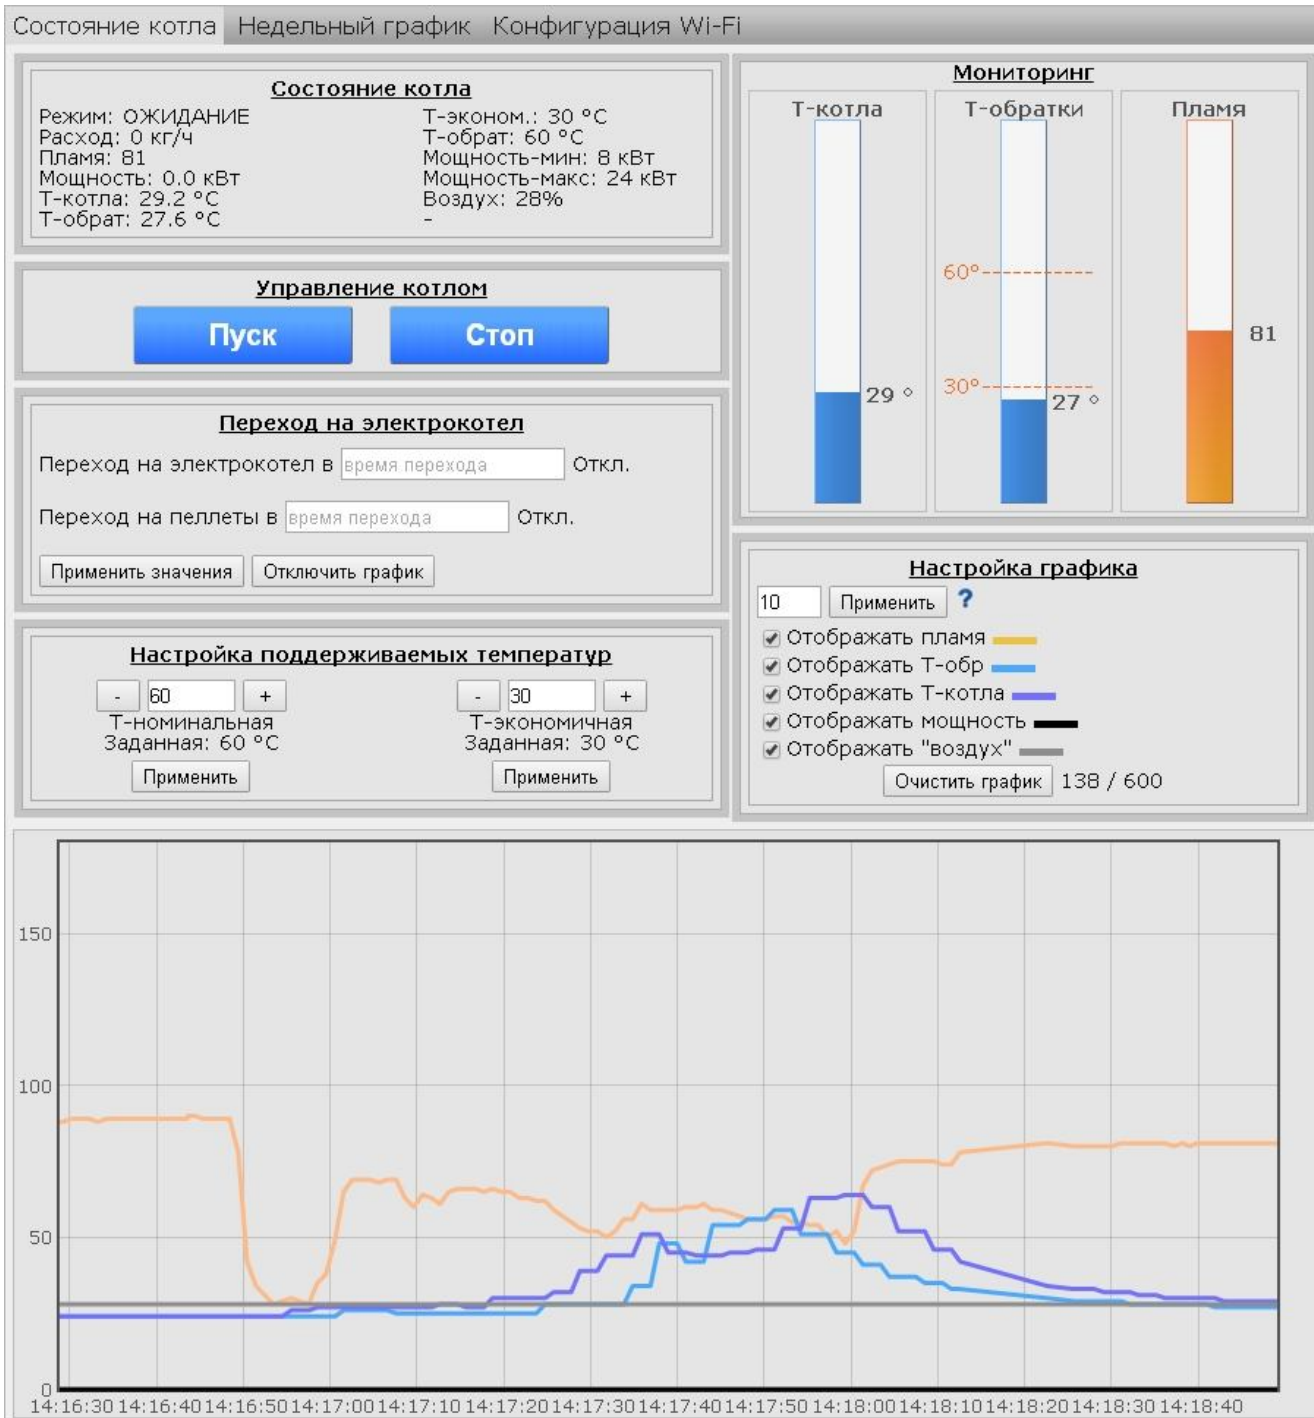 Состояние котла Недельный график Конфигурация Wi-Fi
Состояние котла
Режим: ОЖИДАНИЕ
Расход: 0 кг/ч
Пламя: 81
Мощность: 0.0 кВт
Т-котла: 29.2 °C
Т-обрат: 27.6 °C
Т-эконом.: 30 °C
Т-обрат: 60 °C
Мощность-мин: 8 кВт
Мощность-макс: 24 кВт
Воздух: 28%
-
Управление котлом
Пуск Стоп
Переход на электрокотел
Переход на электрокотел в время перехода Откл.
Переход на пеллеты в время перехода Откл.
Применить значения Отключить график
Настройка поддерживаемых температур
- 60 +
Т-номинальная
Заданная: 60 °C
Применить
- 30 +
Т-экономичная
Заданная: 30 °C
Применить
Мониторинг
Т-котла Т-обратки Пламя
60°
81
30°
29 °
27 °
Настройка графика
10 Применить ?
Отображать пламя
Отображать Т-обр
Отображать Т-котла
Отображать мощность
Отображать "воздух"
Очистить график 138 / 600
150
100
50
0
14:16:30 14:16:40 14:16:50 14:17:00 14:17:10 14:17:20 14:17:30 14:17:40 14:17:50 14:18:00 14:18:10 14:18:20 14:18:30 14:18:40